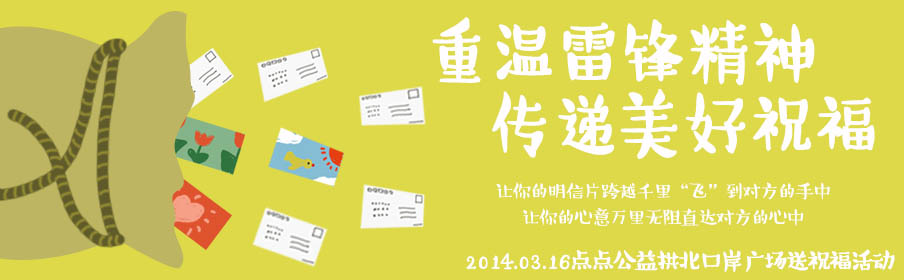 重温雷锋精神
传递美好祝福
让你的明信片跨越千里“飞”到对方的手中
让你的心意万里无阻直达对方的心中
2014.03.16点点公益拱北口岸广场送祝福活动